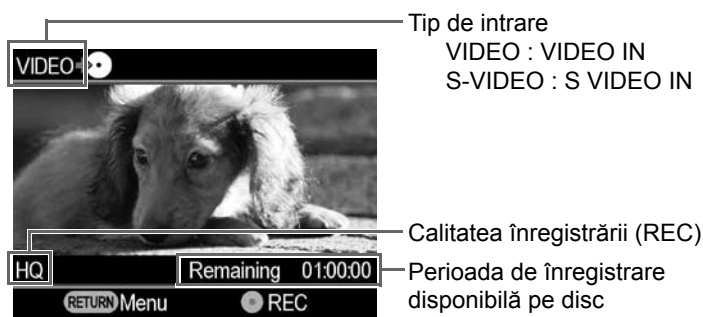 Tip de intrare
VIDEO : VIDEO IN
S-VIDEO : S VIDEO IN
VIDEO
HQ
Remaining 01:00:00
RETURN Menu
REC
Calitatea înregistrării (REC)
Perioada de înregistrare
disponibilă pe disc